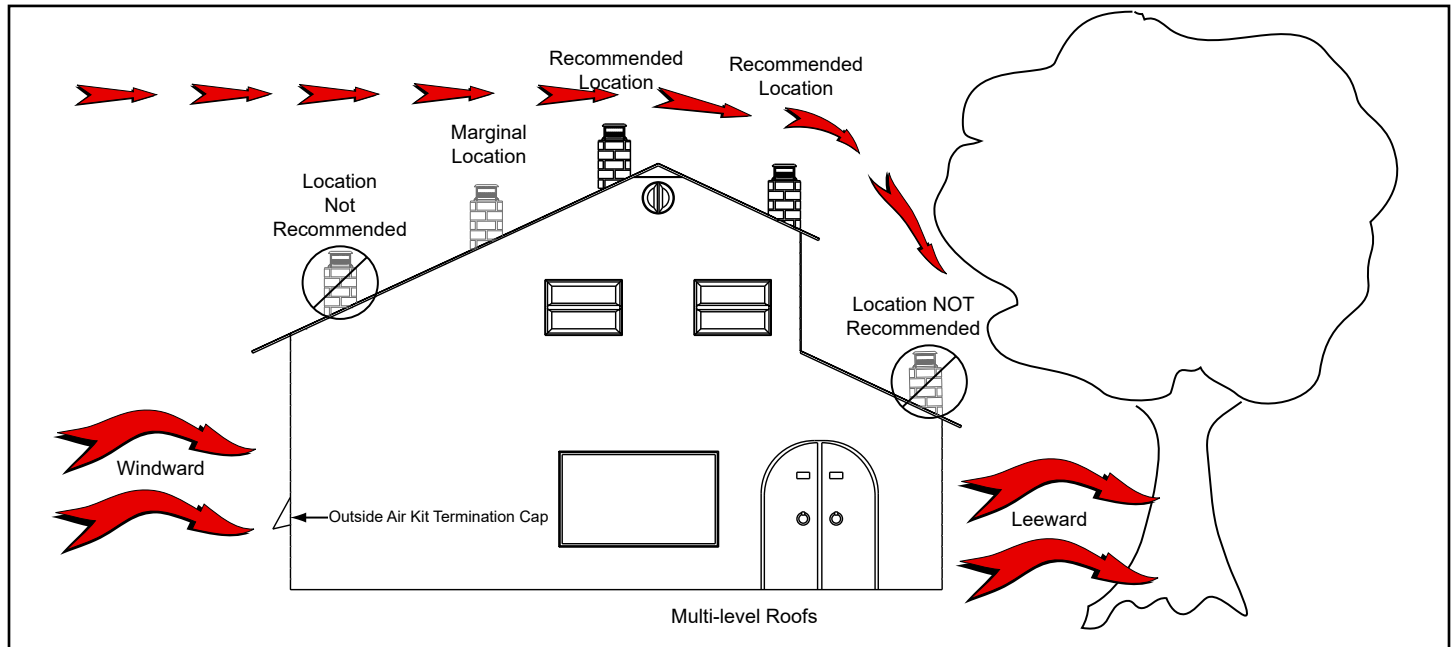 Recommended
Location
Recommended
Location
Marginal
Location
Location
Not
Recommended
Location NOT
Recommended
Windward
Outside Air Kit Termination Cap
Leeward
Multi-level Roofs